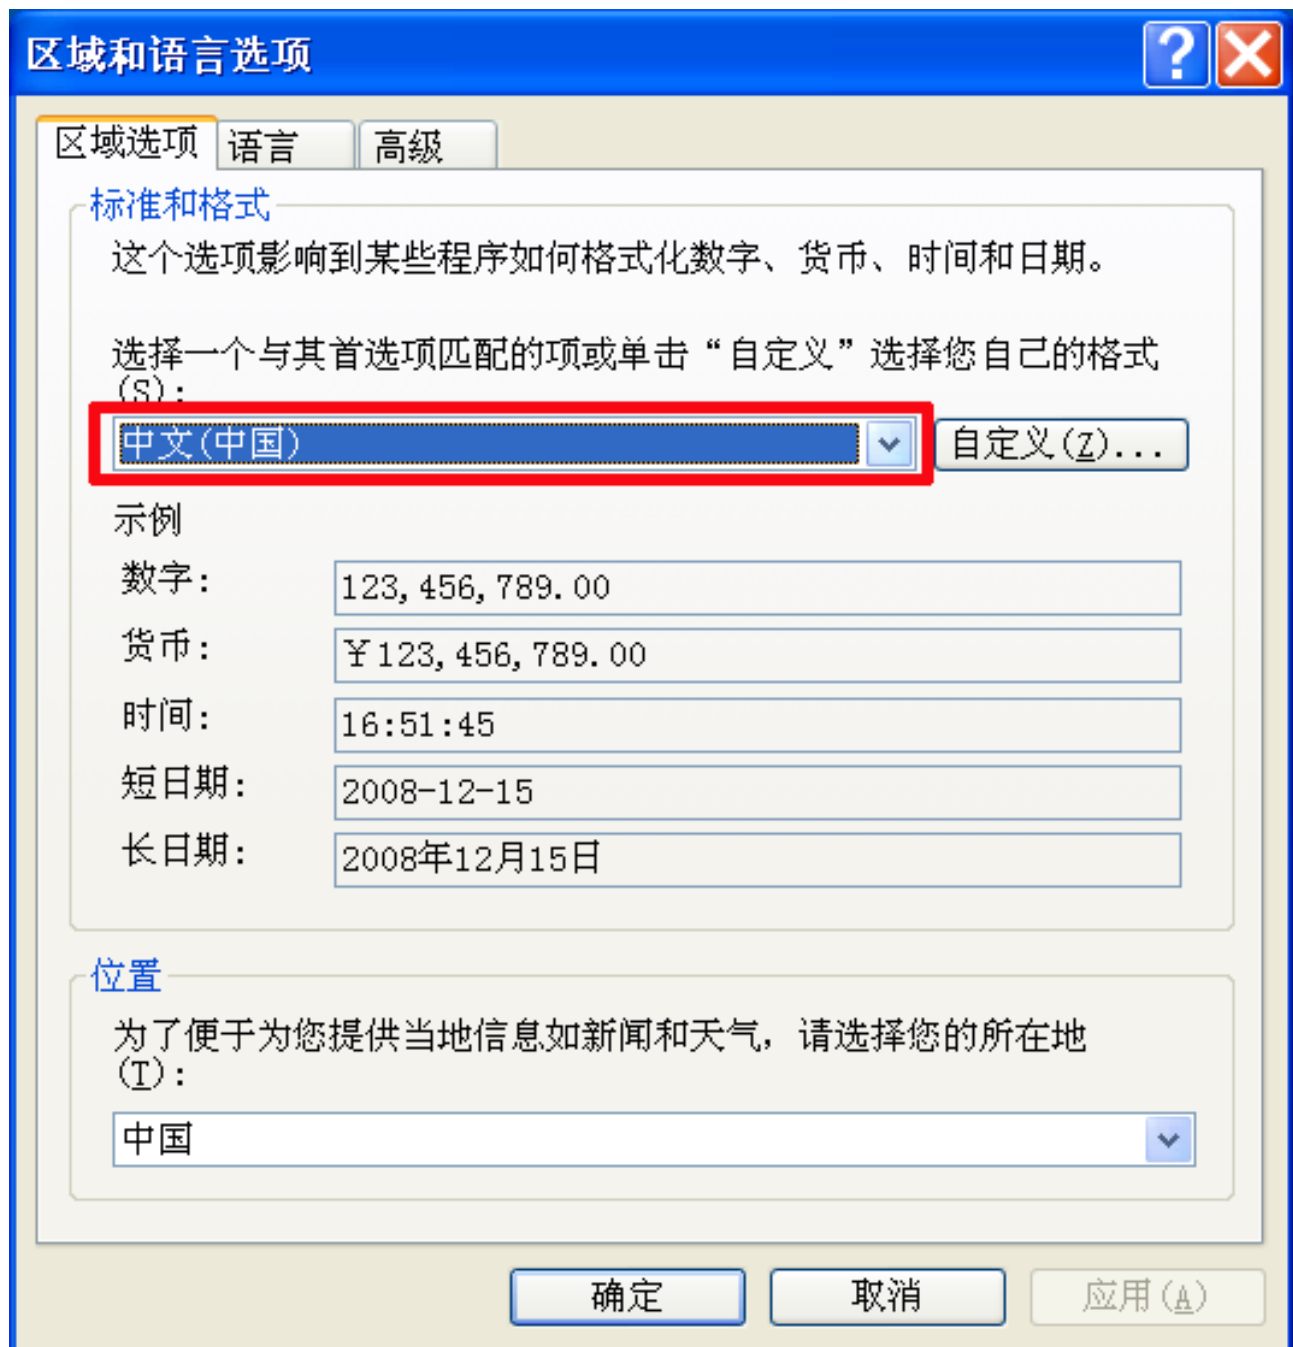 区域和语言选项
区域选项 语言 高级
标准和格式
这个选项影响到某些程序如何格式化数字、货币、时间和日期。
选择一个与其首选项匹配的项或单击“自定义”选择您自己的格式
(S):
中文(中国) 自定义(Z)...
示例
数字: 123,456,789.00
货币: ￥123,456,789.00
时间: 16:51:45
短日期: 2008-12-15
长日期: 2008年12月15日
位置
为了便于为您提供当地信息如新闻和天气，请选择您的所在地
(T):
中国
确定 取消 应用(A)